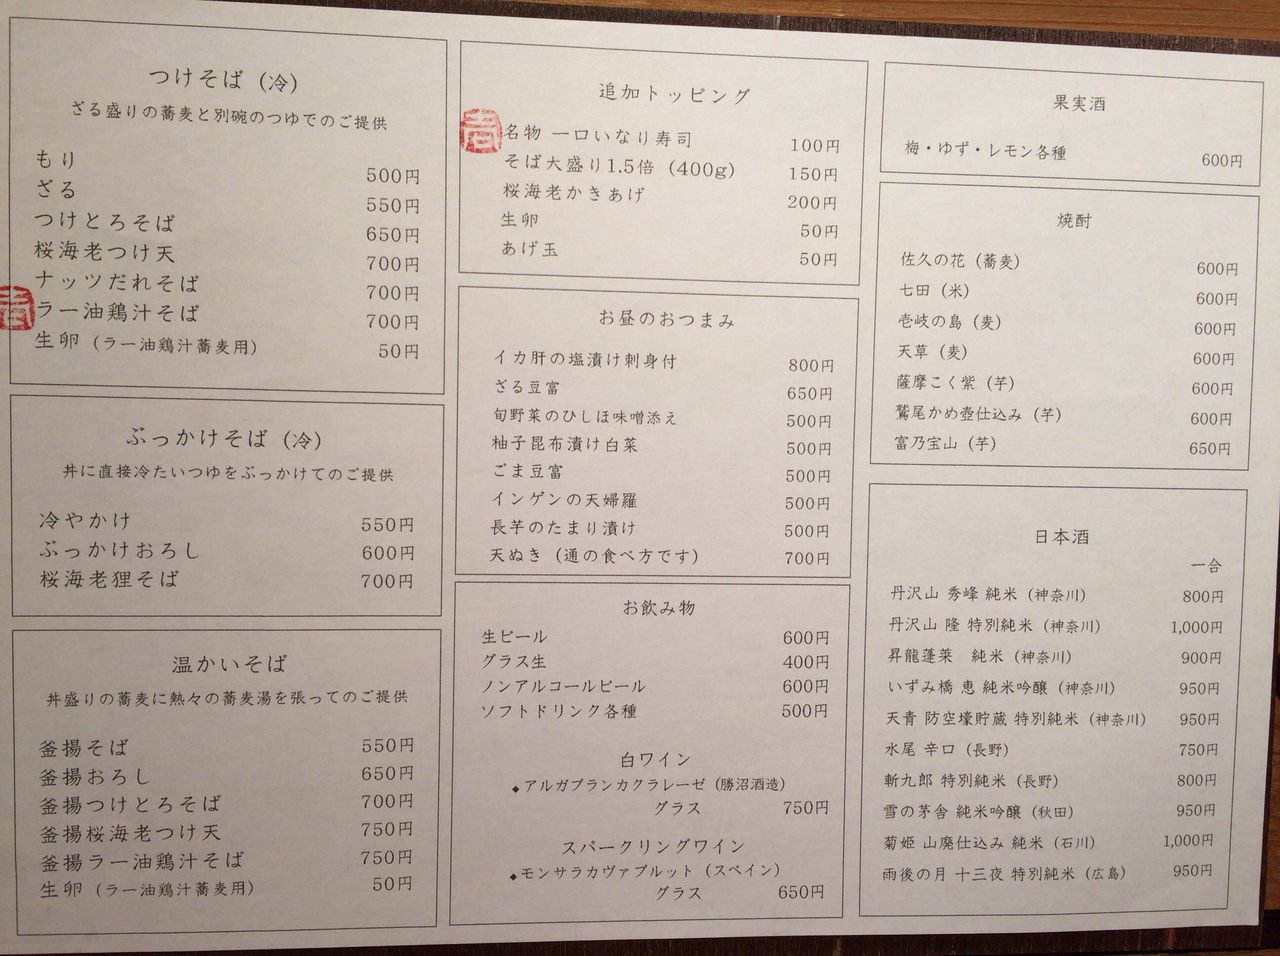 つけそば（冷）
ざる盛りの蕎麦と別碗のつゆでのご提供
もり 500円
ざる 550円
つけとろそば 650円
桜海老つけ天 700円
ナッツだれそば 700円
ラー油鶏汁そば 700円
生卵（ラー油鶏汁蕎麦用） 50円
ぶっかけそば（冷）
丼に直接冷たいつゆをぶっかけてのご提供
冷やかけ 550円
ぶっかけおろし 600円
桜海老狸そば 700円
温かいそば
丼盛りの蕎麦に熱々の蕎麦湯を張ってのご提供
釜揚そば 550円
釜揚おろし 650円
釜揚つけとろそば 700円
釜揚桜海老つけ天 750円
釜揚ラー油鶏汁そば 750円
生卵（ラー油鶏汁蕎麦用） 50円
追加トッピング
名物 一口いなり寿司 100円
そば大盛り1.5倍（400g） 150円
桜海老かきあげ 200円
生卵 50円
あげ玉 50円
お昼のおつまみ
イカ肝の塩漬け刺身付 800円
ざる豆富 650円
旬野菜のひしほ味噌添え 500円
柚子昆布漬け白菜 500円
ごま豆富 500円
インゲンの天婦羅 500円
長芋のたまり漬け 500円
天ぬき（通の食べ方です） 700円
お飲み物
生ビール 600円
グラス生 400円
ノンアルコールビール 600円
ソフトドリンク各種 500円
白ワイン
◆アルガブランカクラレーゼ（勝沼酒造）
グラス 750円
スパークリングワイン
◆モンサラカヴァブルット（スペイン）
グラス 650円
果実酒
梅・ゆず・レモン各種 600円
焼酎
佐久の花（蕎麦） 600円
七田（米） 600円
壱岐の島（麦） 600円
天草（麦） 600円
薩摩こく紫（芋） 600円
鷲尾かめ壺仕込み（芋） 600円
富乃宝山（芋） 650円
日本酒
一合
丹沢山 秀峰 純米（神奈川） 800円
丹沢山 隆 特別純米（神奈川） 1,000円
昇龍蓬莱 純米（神奈川） 900円
いずみ橋 恵 純米吟醸（神奈川） 950円
天青 防空壕貯蔵 特別純米（神奈川） 950円
水尾 辛口（長野） 750円
斬九郎 特別純米（長野） 800円
雪の茅舎 純米吟醸（秋田） 950円
菊姫 山廃仕込み 純米（石川） 1,000円
雨後の月 十三夜 特別純米（広島） 950円